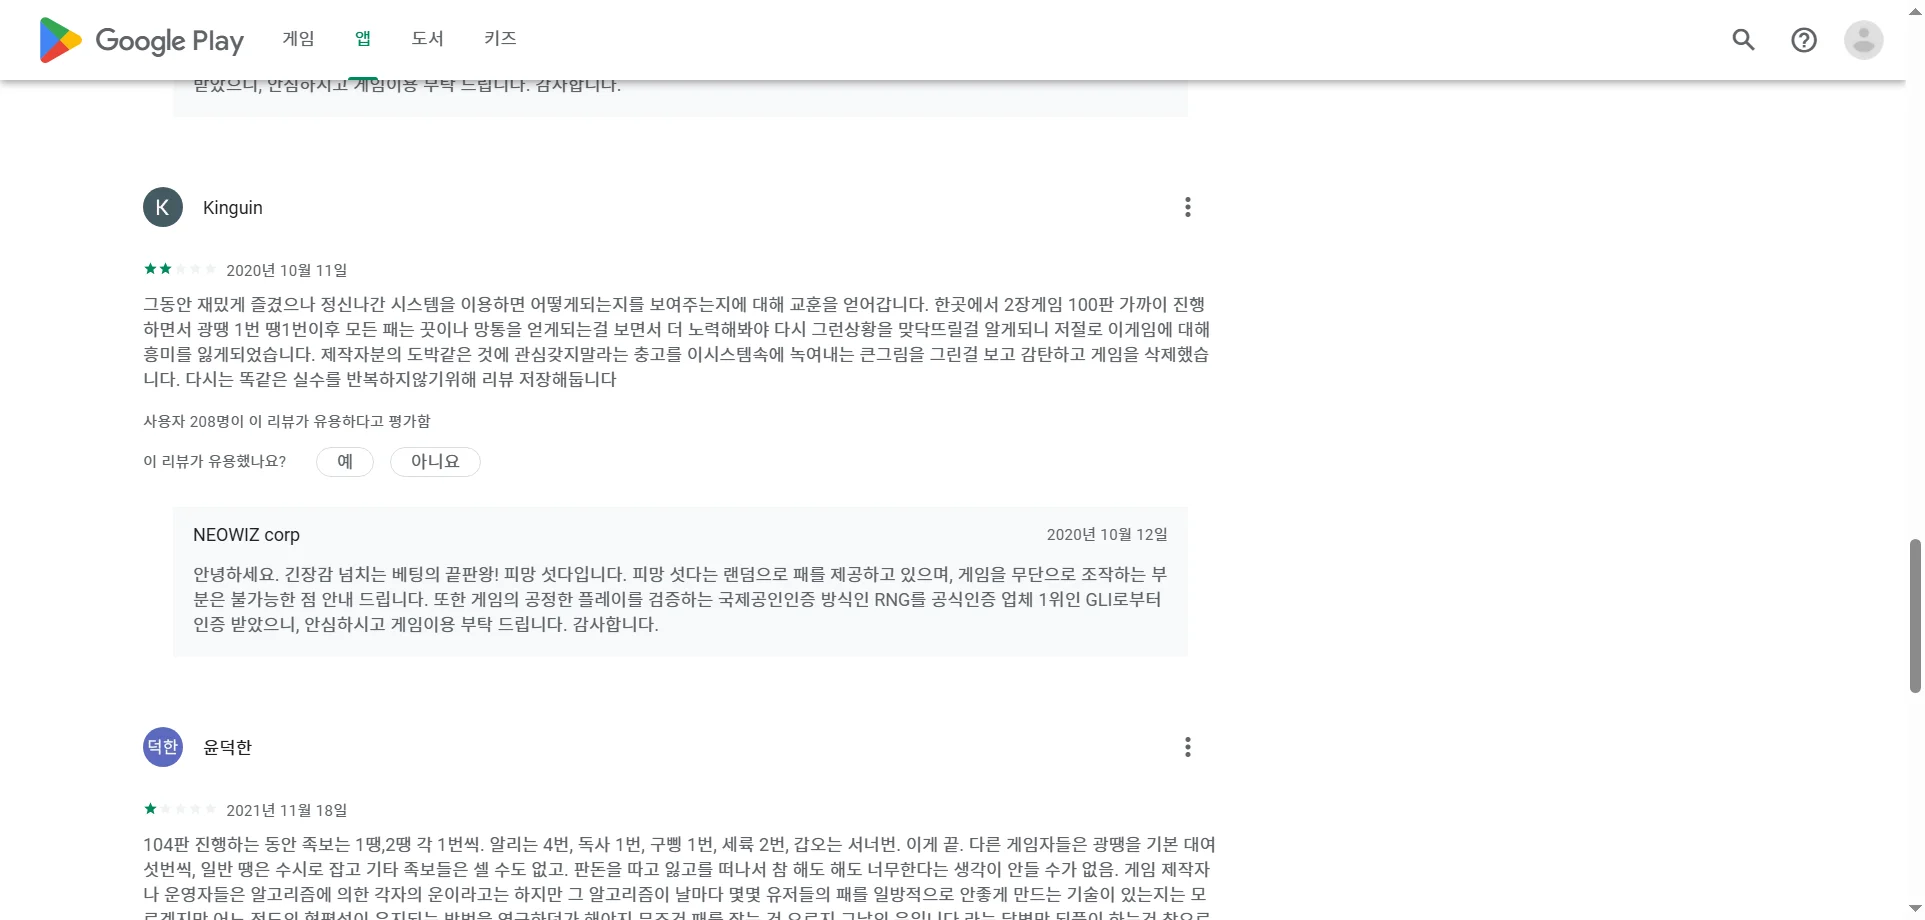 Google Play 게임 앱 도서 키즈
받았으니, 안심하시고 게임이용 부탁 드립니다. 감사합니다.
K Kinguin
2020년 10월 11일
그동안 재밌게 즐겼으나 정신나간 시스템을 이용하면 어떻게되는지를 보여주는지에 대해 교훈을 얻어갑니다. 한곳에서 2장게임 100판 가까이 진행
하면서 광땡 1번 땡1번이후 모든 패는 끗이나 망통을 얻게되는걸 보면서 더 노력해봐야 다시 그런상황을 맞닥뜨릴걸 알게되니 저절로 이게임에 대해
흥미를 잃게되었습니다. 제작자분의 도박같은 것에 관심갖지말라는 충고를 이시스템속에 녹여내는 큰그림을 그린걸 보고 감탄하고 게임을 삭제했습
니다. 다시는 똑같은 실수를 반복하지않기위해 리뷰 저장해둡니다
사용자 208명이 이 리뷰가 유용하다고 평가함
이 리뷰가 유용했나요? 예 아니요
NEOWIZ corp 2020년 10월 12일
안녕하세요. 긴장감 넘치는 베팅의 끝판왕! 피망 섯다입니다. 피망 섯다는 랜덤으로 패를 제공하고 있으며, 게임을 무단으로 조작하는 부
분은 불가능한 점 안내 드립니다. 또한 게임의 공정한 플레이를 검증하는 국제공인인증 방식인 RNG를 공식인증 업체 1위인 GLI로부터
인증 받았으니, 안심하시고 게임이용 부탁 드립니다. 감사합니다.
덕한 윤덕한
2021년 11월 18일
104판 진행하는 동안 족보는 1땡,2땡 각 1번씩. 알리는 4번, 독사 1번, 구삥 1번, 세륙 2번, 갑오는 서너번. 이게 끝. 다른 게임자들은 광땡을 기본 대여
섯번씩, 일반 땡은 수시로 잡고 기타 족보들은 셀 수도 없고. 판돈을 따고 잃고를 떠나서 참 해도 해도 너무한다는 생각이 안들 수가 없음. 게임 제작자
나 운영자들은 알고리즘에 의한 각자의 운이라고는 하지만 그 알고리즘이 날마다 몇몇 유저들의 패를 일방적으로 안좋게 만드는 기술이 있는지는 모